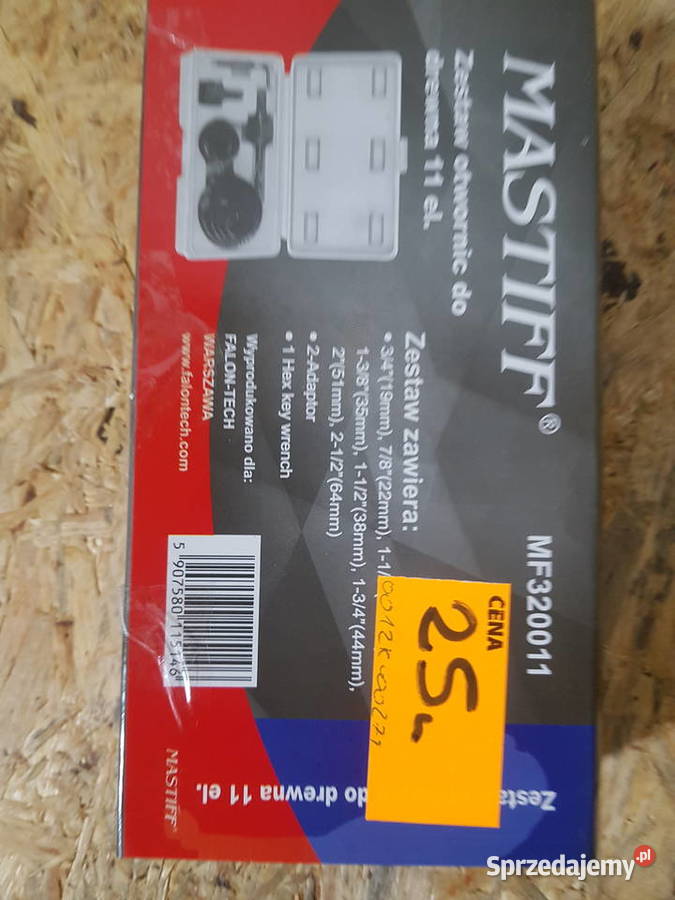 MASTIFF®
MF320011
Zestaw otwornic do
drewna 11 el.
Zestaw zawiera:
• 3/4"(19mm), 7/8"(22mm), 1-1/
1-3/8"(35mm), 1-1/2"(38mm), 1-3/4"(44mm),
2"(51mm), 2-1/2"(64mm)
• 2-Adaptor
• 1 Hex key wrench
Wyprodukowano dla:
FALON-TECH
WARSZAWA
www.falontech.com
5 907580 115146
CENA
25,-
Zesta do drewna 11 el.
MASTIFF®
Sprzedajemy.pl